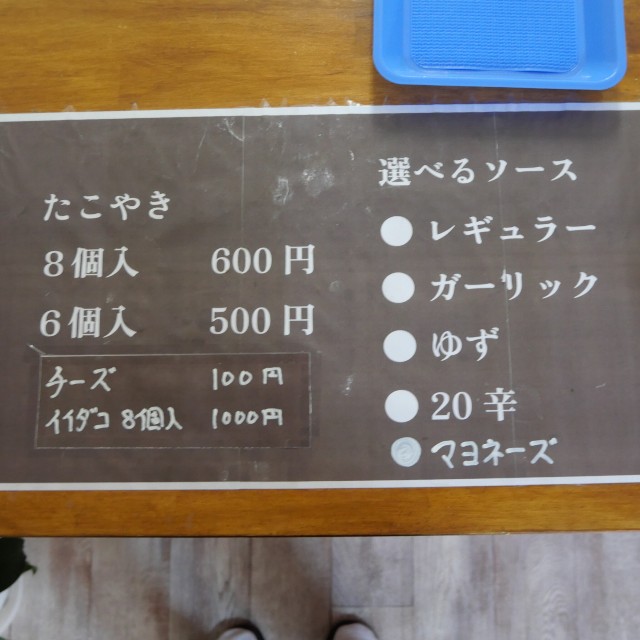 たこやき
8個入 600円
6個入 500円
チーズ 100円
イイダコ 8個入 1000円
選べるソース
レギュラー
ガーリック
ゆず
20辛
マヨネーズ